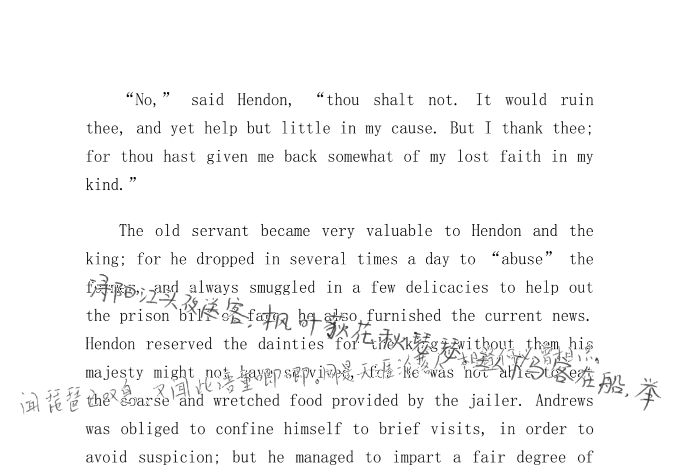 “No,” said Hendon, “thou shalt not. It would ruin
thee, and yet help but little in my cause. But I thank thee;
for thou hast given me back somewhat of my lost faith in my
kind.”
The old servant became very valuable to Hendon and the
king; for he dropped in several times a day to “abuse” the
and always smuggled in a few delicacies to help out
the prison bill of fare; he also furnished the current news.
Hendon reserved the dainties for the king; without them his
majesty might not have survived, for he was not able to eat
the coarse and wretched food provided by the jailer. Andrews
was obliged to confine himself to brief visits, in order to
avoid suspicion; but he managed to impart a fair degree of
浔阳江头夜送客，枫叶荻花秋瑟瑟。主人下马客在船，举
闻琵琶已叹息，又闻此语重唧唧。同是天涯沦落人，相逢何必曾相识。